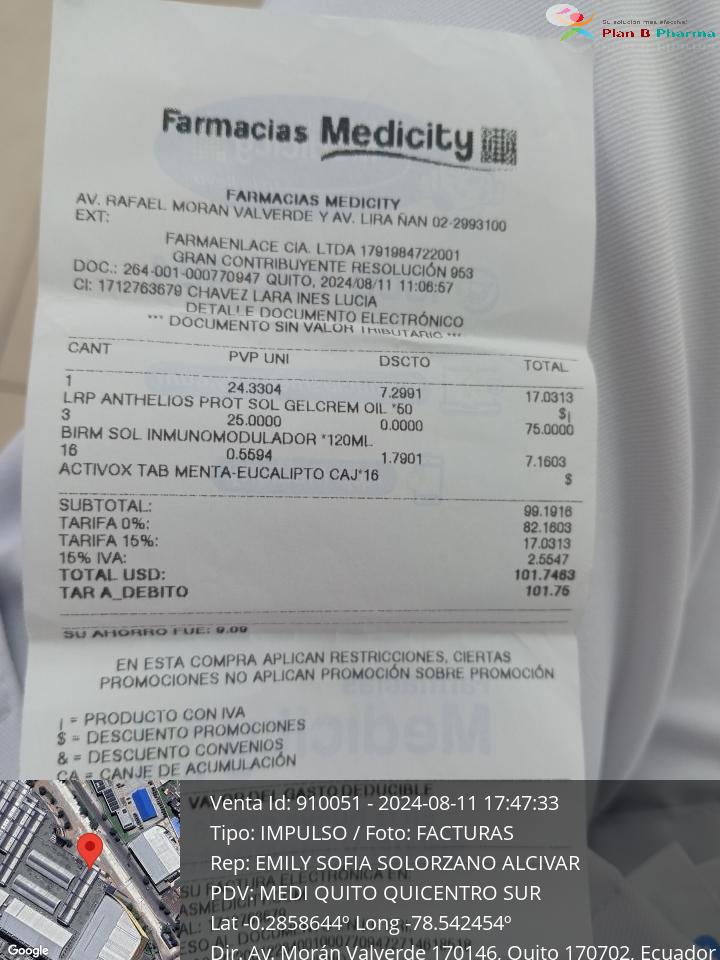 Su solución más efectiva!
Plan B Pharma
Farmacias Medicity
FARMACIAS MEDICITY
AV. RAFAEL MORAN VALVERDE Y AV. LIRA ÑAN 02-2993100
EXT:
FARMAENLACE CIA. LTDA 1791984722001
GRAN CONTRIBUYENTE RESOLUCIÓN 953
DOC.: 264-001-000770947 QUITO, 2024/08/11 11:06:57
CI: 1712763679 CHAVEZ LARA INES LUCIA
DETALLE DOCUMENTO ELECTRÓNICO
*** DOCUMENTO SIN VALOR TRIBUTARIO ***
CANT PVP UNI DSCTO TOTAL
1 24.3304 7.2991 17.0313
LRP ANTHELIOS PROT SOL GELCREM OIL *50 $¡
3 25.0000 0.0000 75.0000
BIRM SOL INMUNOMODULADOR *120ML
16 0.5594 1.7901 7.1603
ACTIVOX TAB MENTA-EUCALIPTO CAJ*16 $
SUBTOTAL: 99.1916
TARIFA 0%: 82.1603
TARIFA 15%: 17.0313
15% IVA: 2.5547
TOTAL USD: 101.7463
TAR A_DEBITO 101.75
SU AHORRO FUE: 9.09
EN ESTA COMPRA APLICAN RESTRICCIONES, CIERTAS
PROMOCIONES NO APLICAN PROMOCIÓN SOBRE PROMOCIÓN
¡ = PRODUCTO CON IVA
$ = DESCUENTO PROMOCIONES
& = DESCUENTO CONVENIOS
CA = CANJE DE ACUMULACIÓN
VALOR DEL GASTO DEDUCIBLE
Venta Id: 910051 - 2024-08-11 17:47:33
Tipo: IMPULSO / Foto: FACTURAS
Rep: EMILY SOFIA SOLORZANO ALCIVAR
PDV: MEDI QUITO QUICENTRO SUR
Lat -0.2858644º Long -78.542454º
Dir. Av. Morán Valverde 170146, Quito 170702, Ecuador
Google